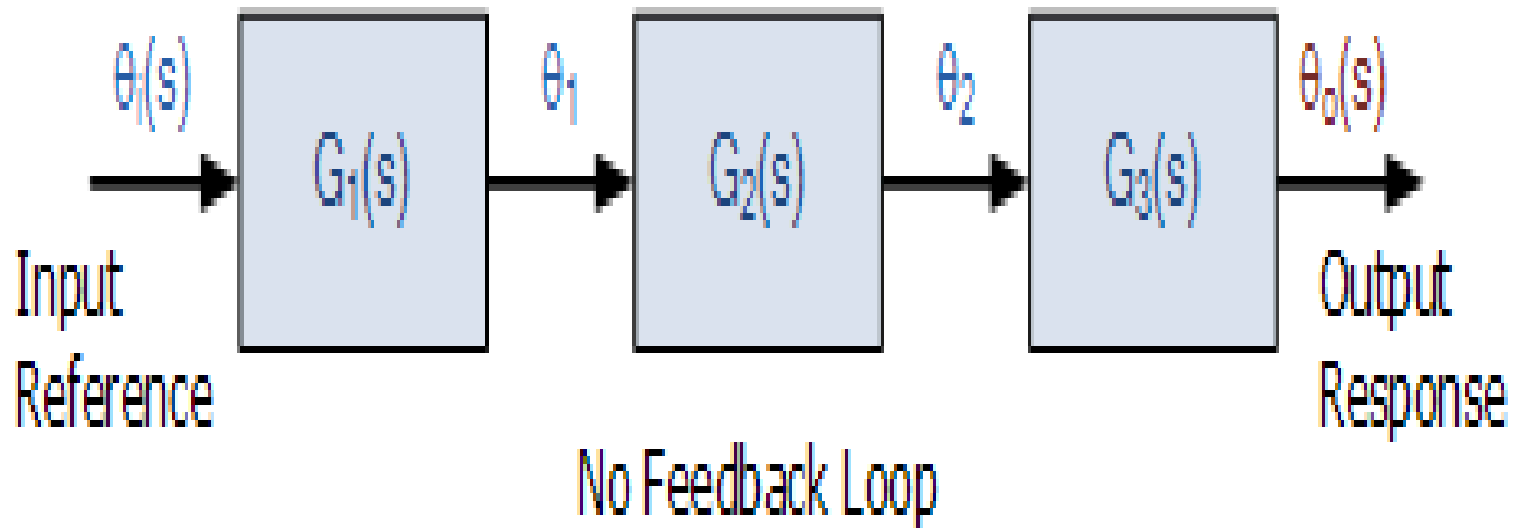 θi(s) θ1 θ2 θo(s)
G1(s) G2(s) G3(s)
Input Output
Reference Response
No Feedback Loop